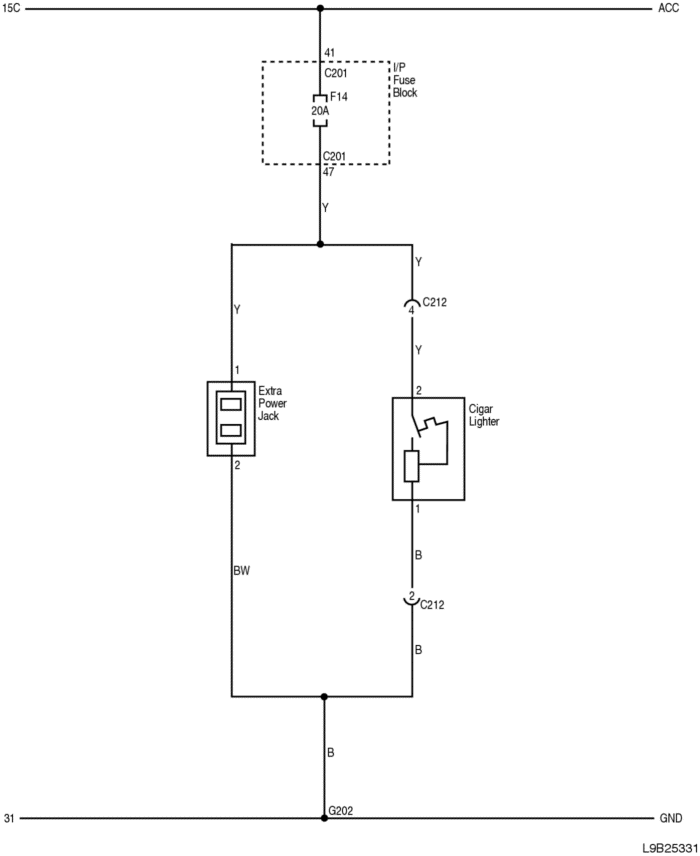 15C
ACC
41
C201
I/P
Fuse
Block
F14
20A
C201
47
Y
Y
Y
4
C212
Y
1
2
Extra
Power
Jack
Cigar
Lighter
2
1
B
BW
2
C212
B
B
G202
31
GND
L9B25331